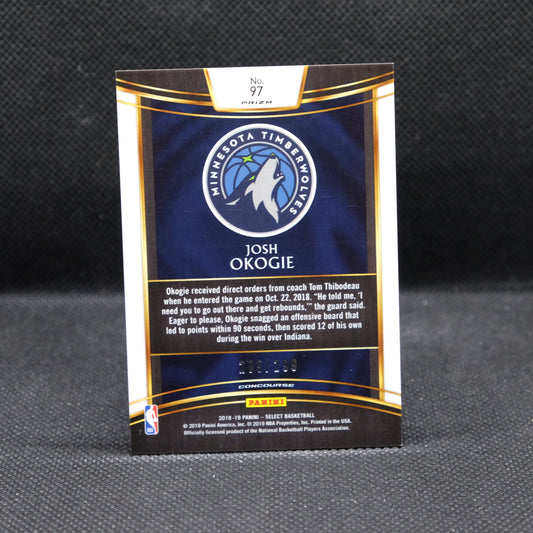 No.
97
PRIZM
MINNESOTA TIMBERWOLVES
JOSH
OKOGIE
Okogie received direct orders from coach Tom Thibodeau
when he entered the game on Oct. 22, 2018. "He told me, 'I
need you to go out there and get rebounds,'" the guard said.
Eager to please, Okogie snagged an offensive board that
led to points within 90 seconds, then scored 12 of his own
during the win over Indiana.
CONCOURSE
PANINI
2018-19 PANINI – SELECT BASKETBALL
© 2019 Panini America, Inc. © 2019 NBA Properties, Inc. Printed in the USA.
Officially licensed product of the National Basketball Players Association.